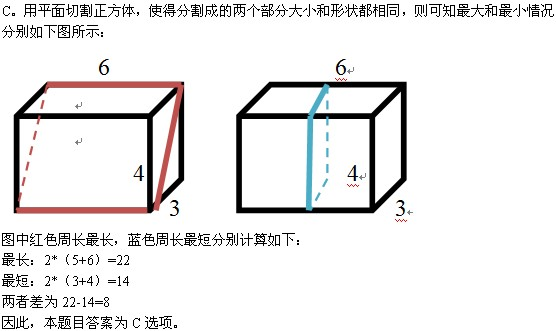 C。用平面切割正方体，使得分割成的两个部分大小和形状都相同，则可知最大和最小情况
分别如下图所示：
6
4
3
6
4
3
图中红色周长最长，蓝色周长最短分别计算如下：
最长：2*（5+6）=22
最短：2*（3+4）=14
两者差为22-14=8
因此，本题目答案为 C 选项。